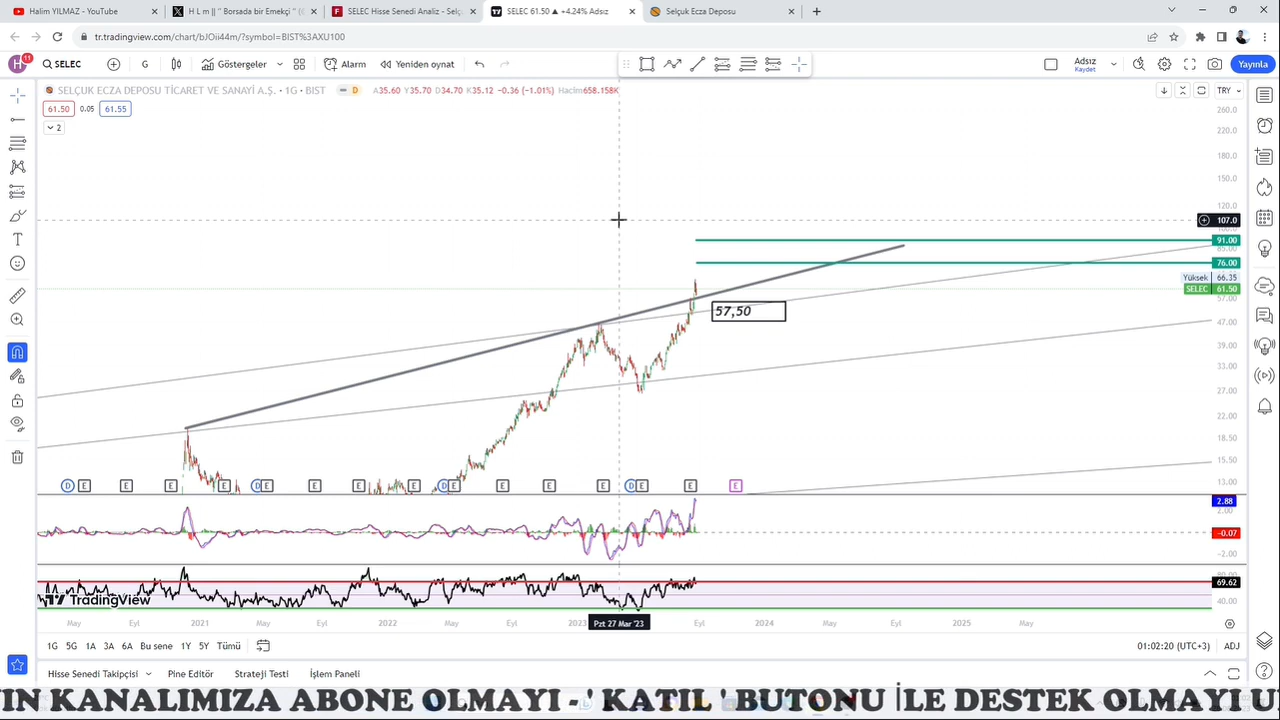 Halim YILMAZ - YouTube
H L m || " Borsada bir Emekçi "
SELEC Hisse Senedi Analiz - Se
SELEC 61.50 ▲ +4.24% Adsız
Selçuk Ecza Deposu
tr.tradingview.com/chart/bJOii44m/?symbol=BIST%3AXU100
H 11 SELEC G Göstergeler Alarm Yeniden oynat Adsız Kaydet Yayınla
SELÇUK ECZA DEPOSU TİCARET VE SANAYİ A.Ş. · 1G · BIST D A35.60 Y35.70 D34.70 K35.12 -0.36 (-1.01%) Hacim658.158K TRY
61.50 0.05 61.55
2
260.0
220.0
180.0
150.0
120.0
107.0
91.00
76.00
Yüksek 66.35
SELEC 61.50
57.00
57,50
47.00
39.00
33.00
27.00
22.00
18.50
15.50
13.00
D E E E E D E E E E D E E E E D E E E
2.88
2.00
-0.07
-2.00
69.62
40.00
TradingView
May Eyl 2021 May Eyl 2022 May Eyl 2023 Pzt 27 Mar '23 Eyl 2024 May Eyl 2025 May
1G 5G 1A 3A 6A Bu sene 1Y 5Y Tümü 01:02:20 (UTC+3) ADJ
Hisse Senedi Takipçisi Pine Editörü Strateji Testi İşlem Paneli
YIN KANALIMIZA ABONE OLMAYI ' KATIL ' BUTONU İLE DESTEK OLMAYI U